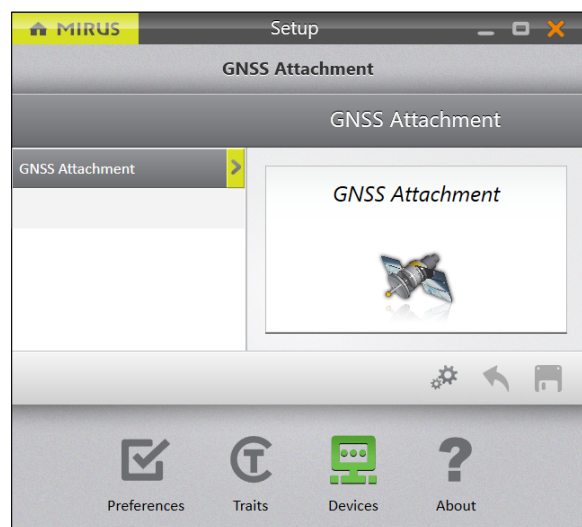 MIRUS Setup
GNSS Attachment
GNSS Attachment
GNSS Attachment
GNSS Attachment
Preferences Traits Devices About